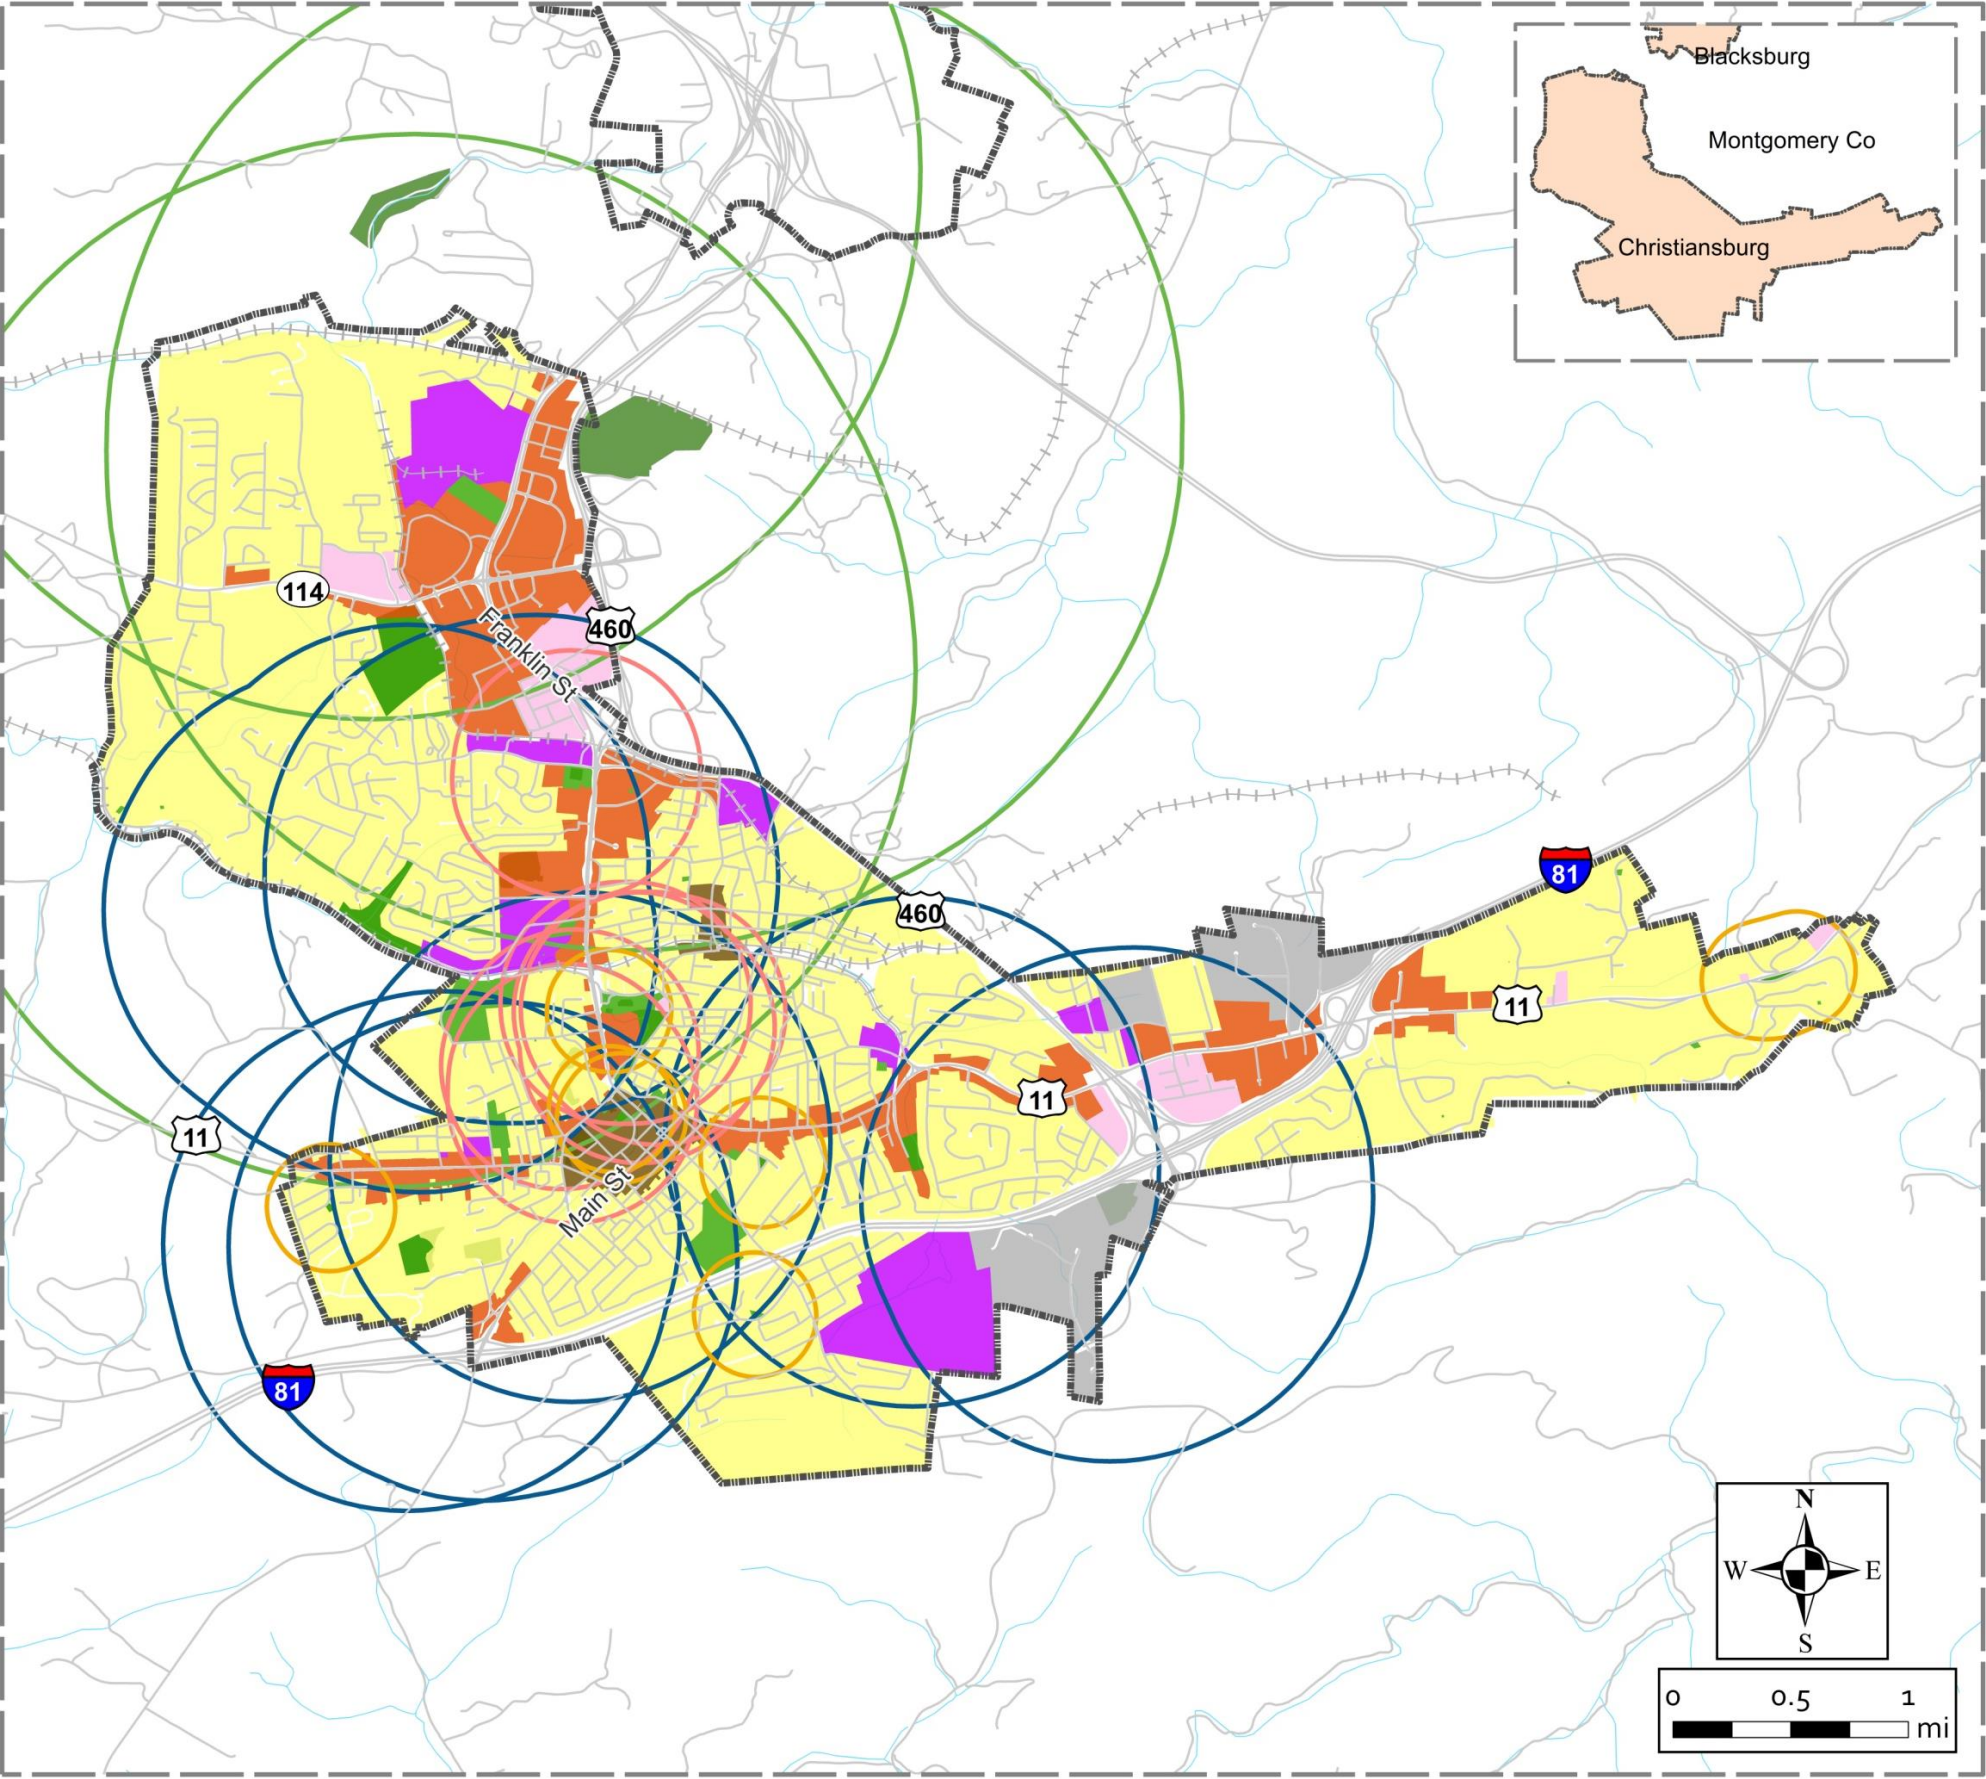 Blacksburg
Montgomery Co
Christiansburg
114
Franklin St
460
460
81
11
11
11
Main St
81
N
W E
S
0 0.5 1
mi